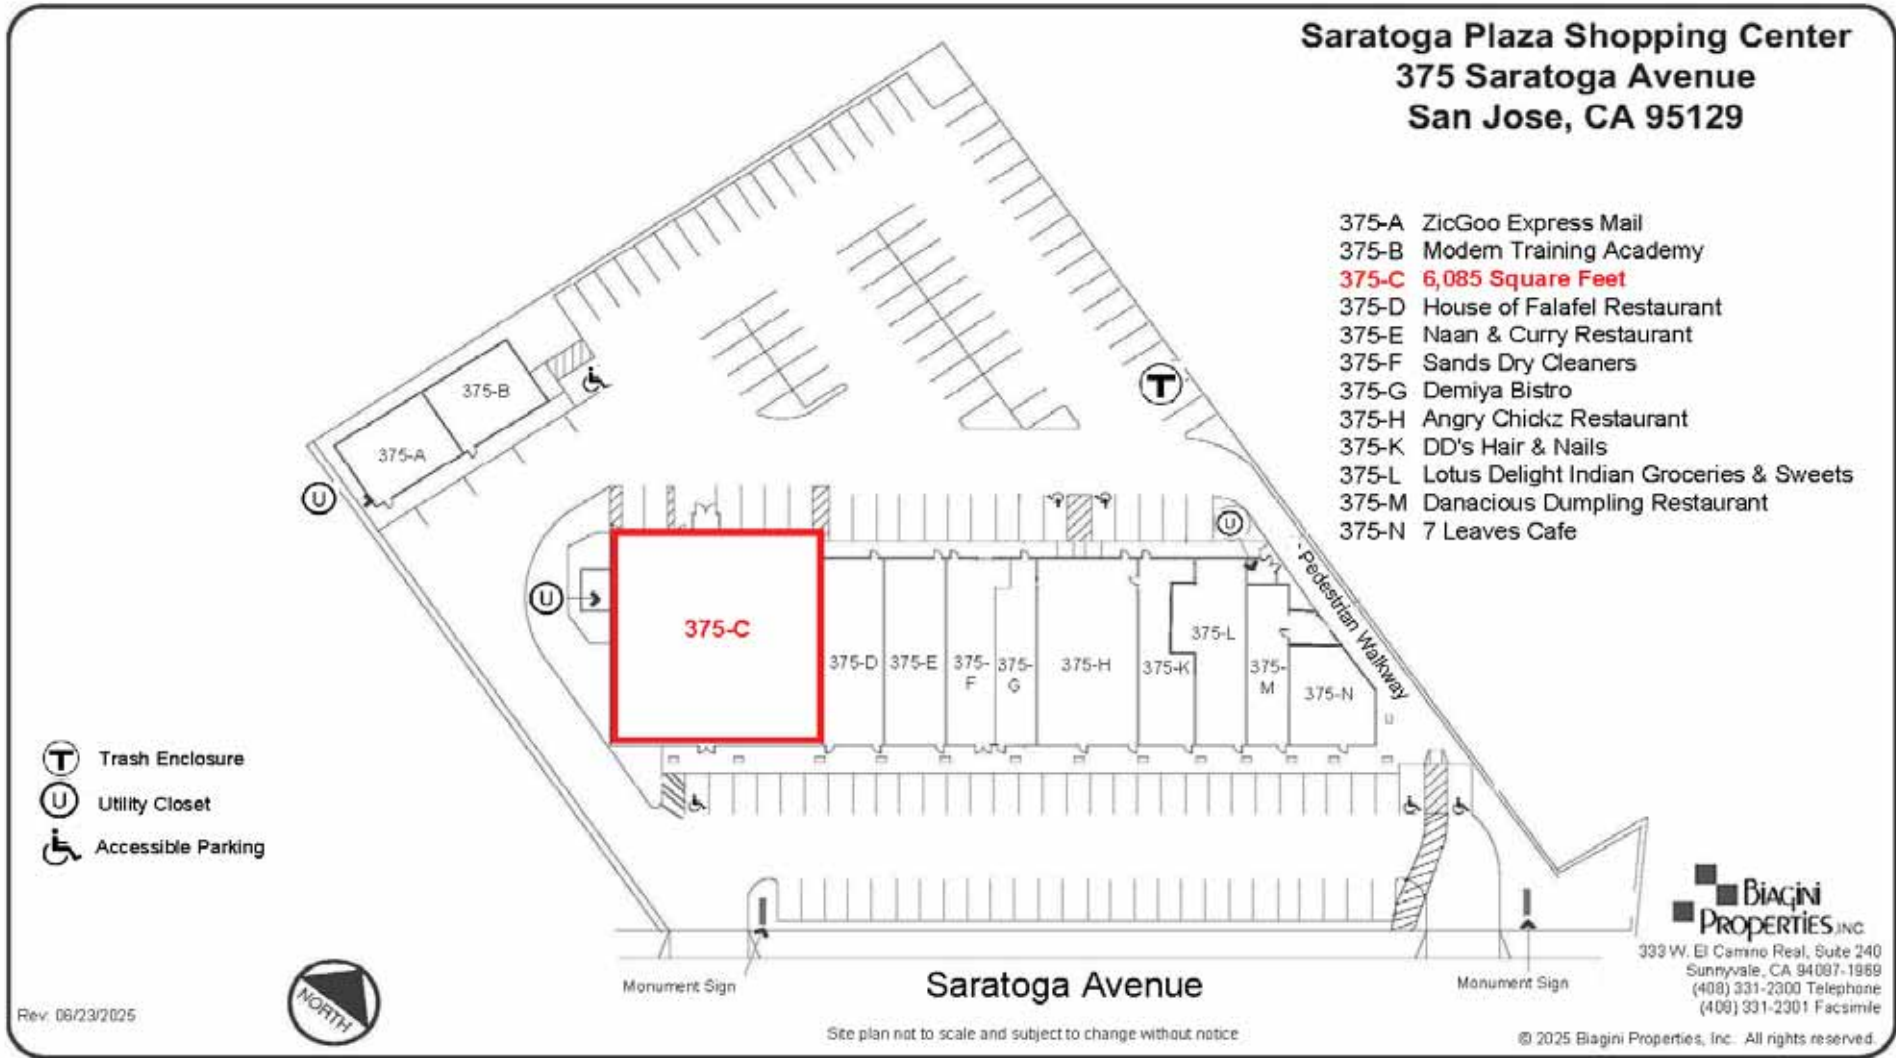 Saratoga Plaza Shopping Center
375 Saratoga Avenue
San Jose, CA 95129
375-A ZicGoo Express Mail
375-B Modern Training Academy
375-C 6,085 Square Feet
375-D House of Falafel Restaurant
375-E Naan & Curry Restaurant
375-F Sands Dry Cleaners
375-G Demiya Bistro
375-H Angry Chickz Restaurant
375-K DD's Hair & Nails
375-L Lotus Delight Indian Groceries & Sweets
375-M Danacious Dumpling Restaurant
375-N 7 Leaves Cafe
375-B
375-A
T
U
U
U
Pedestrian Walkway
375-C
375-D
375-E
375-
F
375-
G
375-H
375-K
375-L
375-
M
375-N
U
T Trash Enclosure
U Utility Closet
Accessible Parking
Monument Sign
Saratoga Avenue
Monument Sign
NORTH
Rev: 06/23/2025
Site plan not to scale and subject to change without notice
BIAGINI
PROPERTIES, INC.
333 W. El Camino Real, Suite 240
Sunnyvale, CA 94087-1969
(408) 331-2300 Telephone
(408) 331-2301 Facsimile
© 2025 Biagini Properties, Inc. All rights reserved.